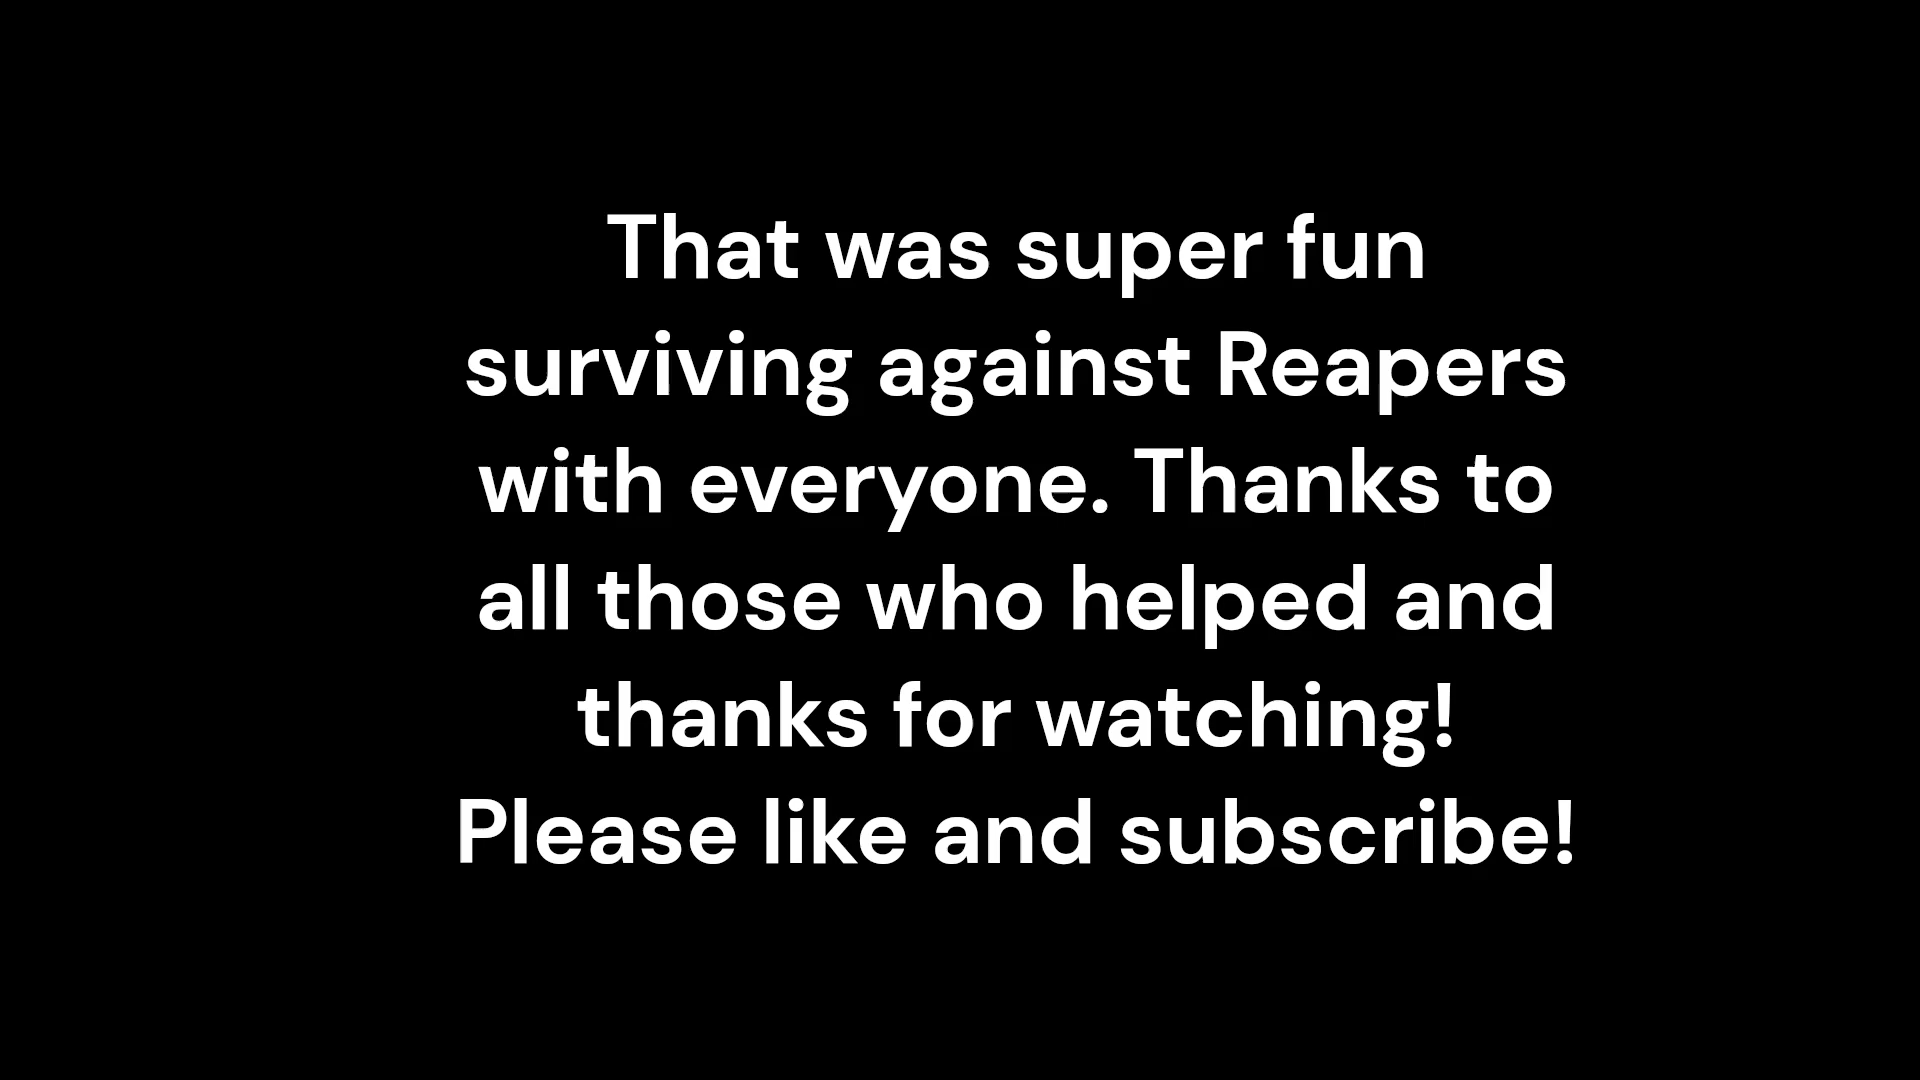 That was super fun
surviving against Reapers
with everyone. Thanks to
all those who helped and
thanks for watching!
Please like and subscribe!